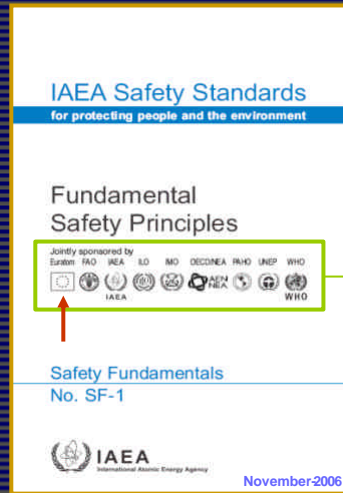 IAEA Safety Standards
for protecting people and the environment
Fundamental
Safety Principles
Jointly sponsored by
Euratom FAO IAEA ILO IMO OECD/NEA PAHO UNEP WHO
AEN
NEA
IAEA
WHO
Safety Fundamentals
No. SF-1
IAEA
International Atomic Energy Agency
November-2006